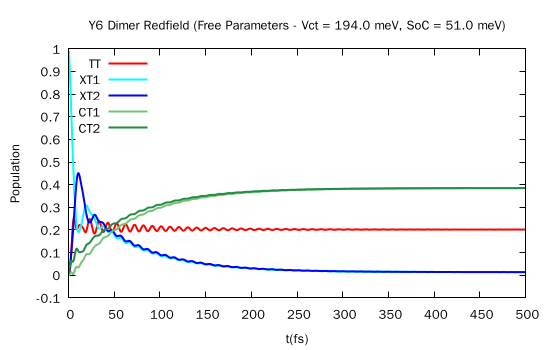 Y6 Dimer Redfield (Free Parameters - Vct = 194.0 meV, SoC = 51.0 meV)
1
0.9
0.8
0.7
0.6
0.5
0.4
0.3
0.2
0.1
0
-0.1
Population
TT
XT1
XT2
CT1
CT2
0 50 100 150 200 250 300 350 400 450 500
t(fs)